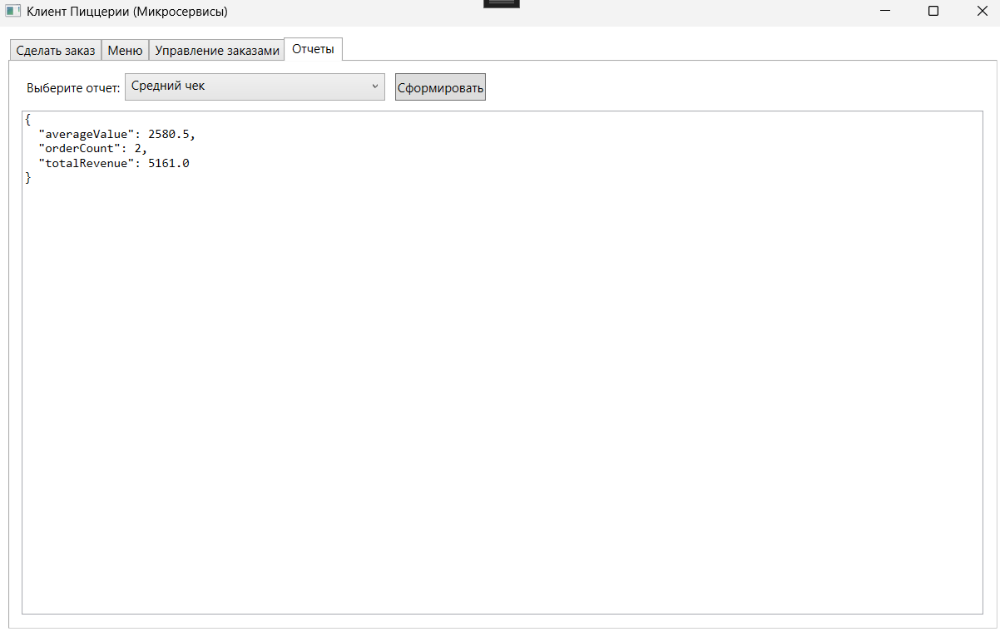 Клиент Пиццерии (Микросервисы)
Сделать заказ Меню Управление заказами Отчеты
Выберите отчет: Средний чек Сформировать
{
  "averageValue": 2580.5,
  "orderCount": 2,
  "totalRevenue": 5161.0
}